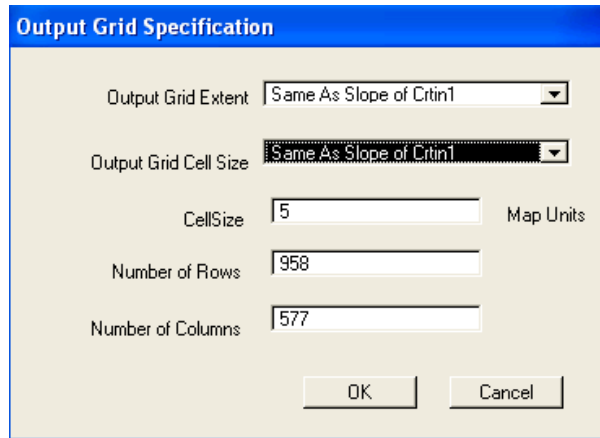 Output Grid Specification
Output Grid Extent Same As Slope of Crtin1
Output Grid Cell Size Same As Slope of Crtin1
CellSize 5 Map Units
Number of Rows 958
Number of Columns 577
OK Cancel